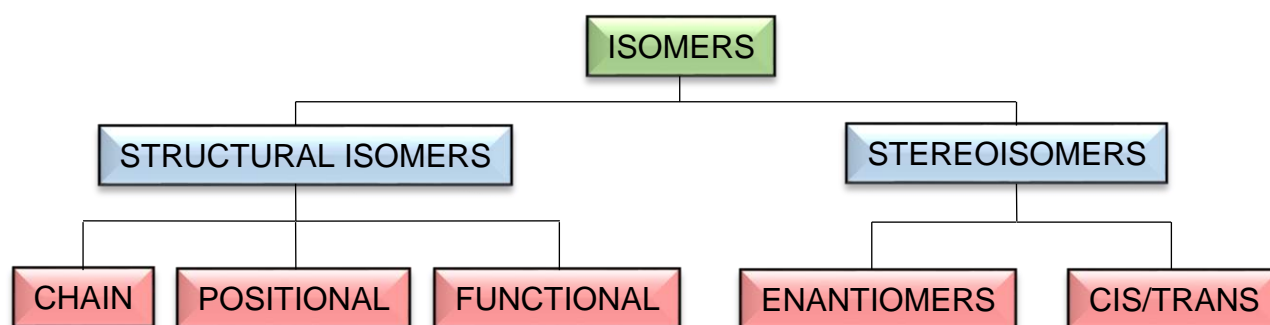 ISOMERS
STRUCTURAL ISOMERS
STEREOISOMERS
CHAIN
POSITIONAL
FUNCTIONAL
ENANTIOMERS
CIS/TRANS